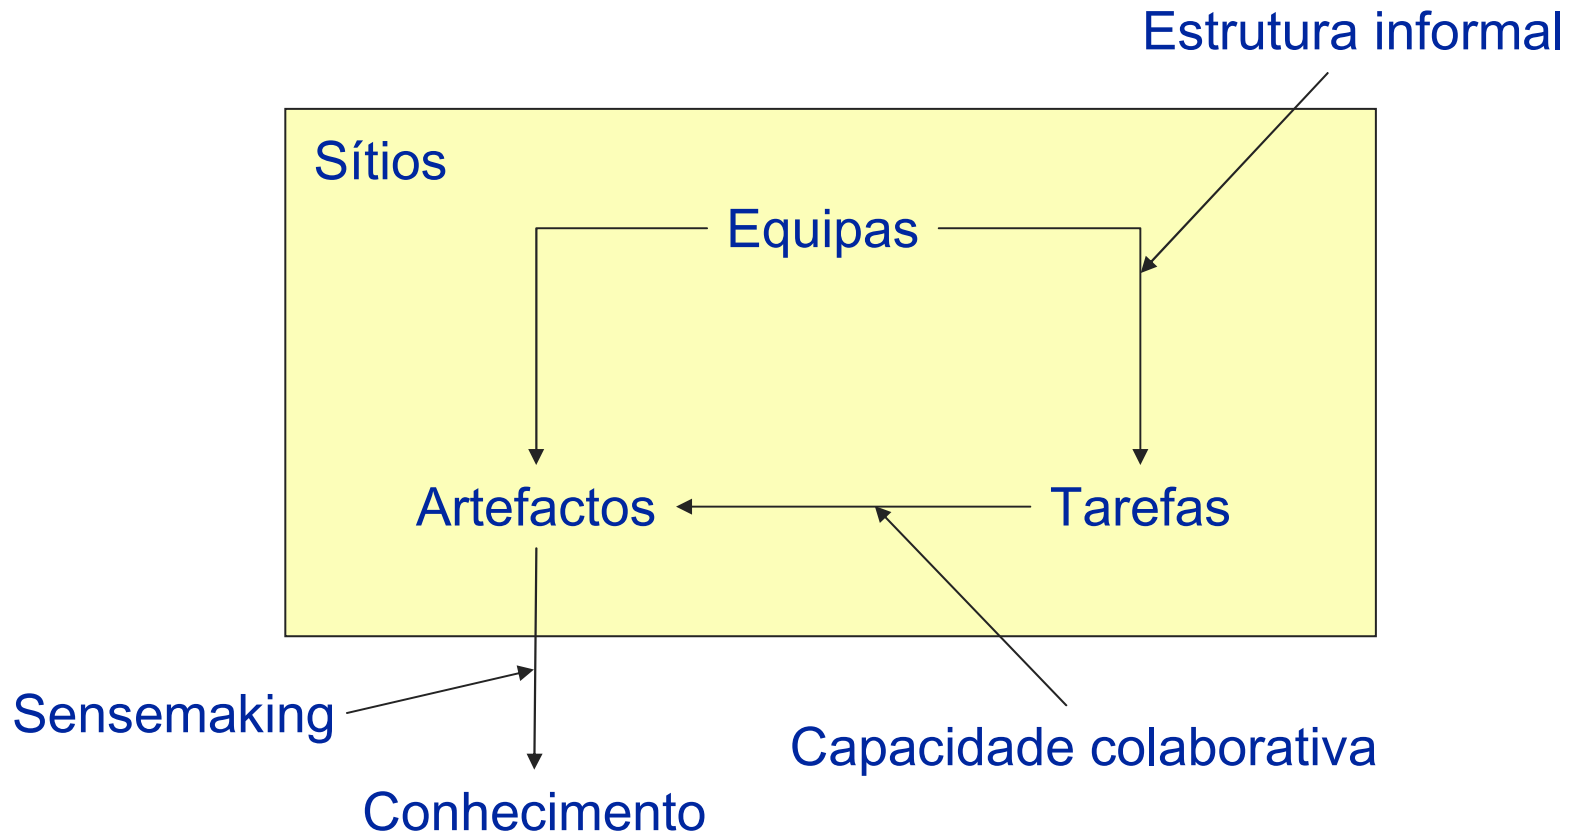 Estrutura informal
Sítios
Equipas
Artefactos
Tarefas
Sensemaking
Capacidade colaborativa
Conhecimento